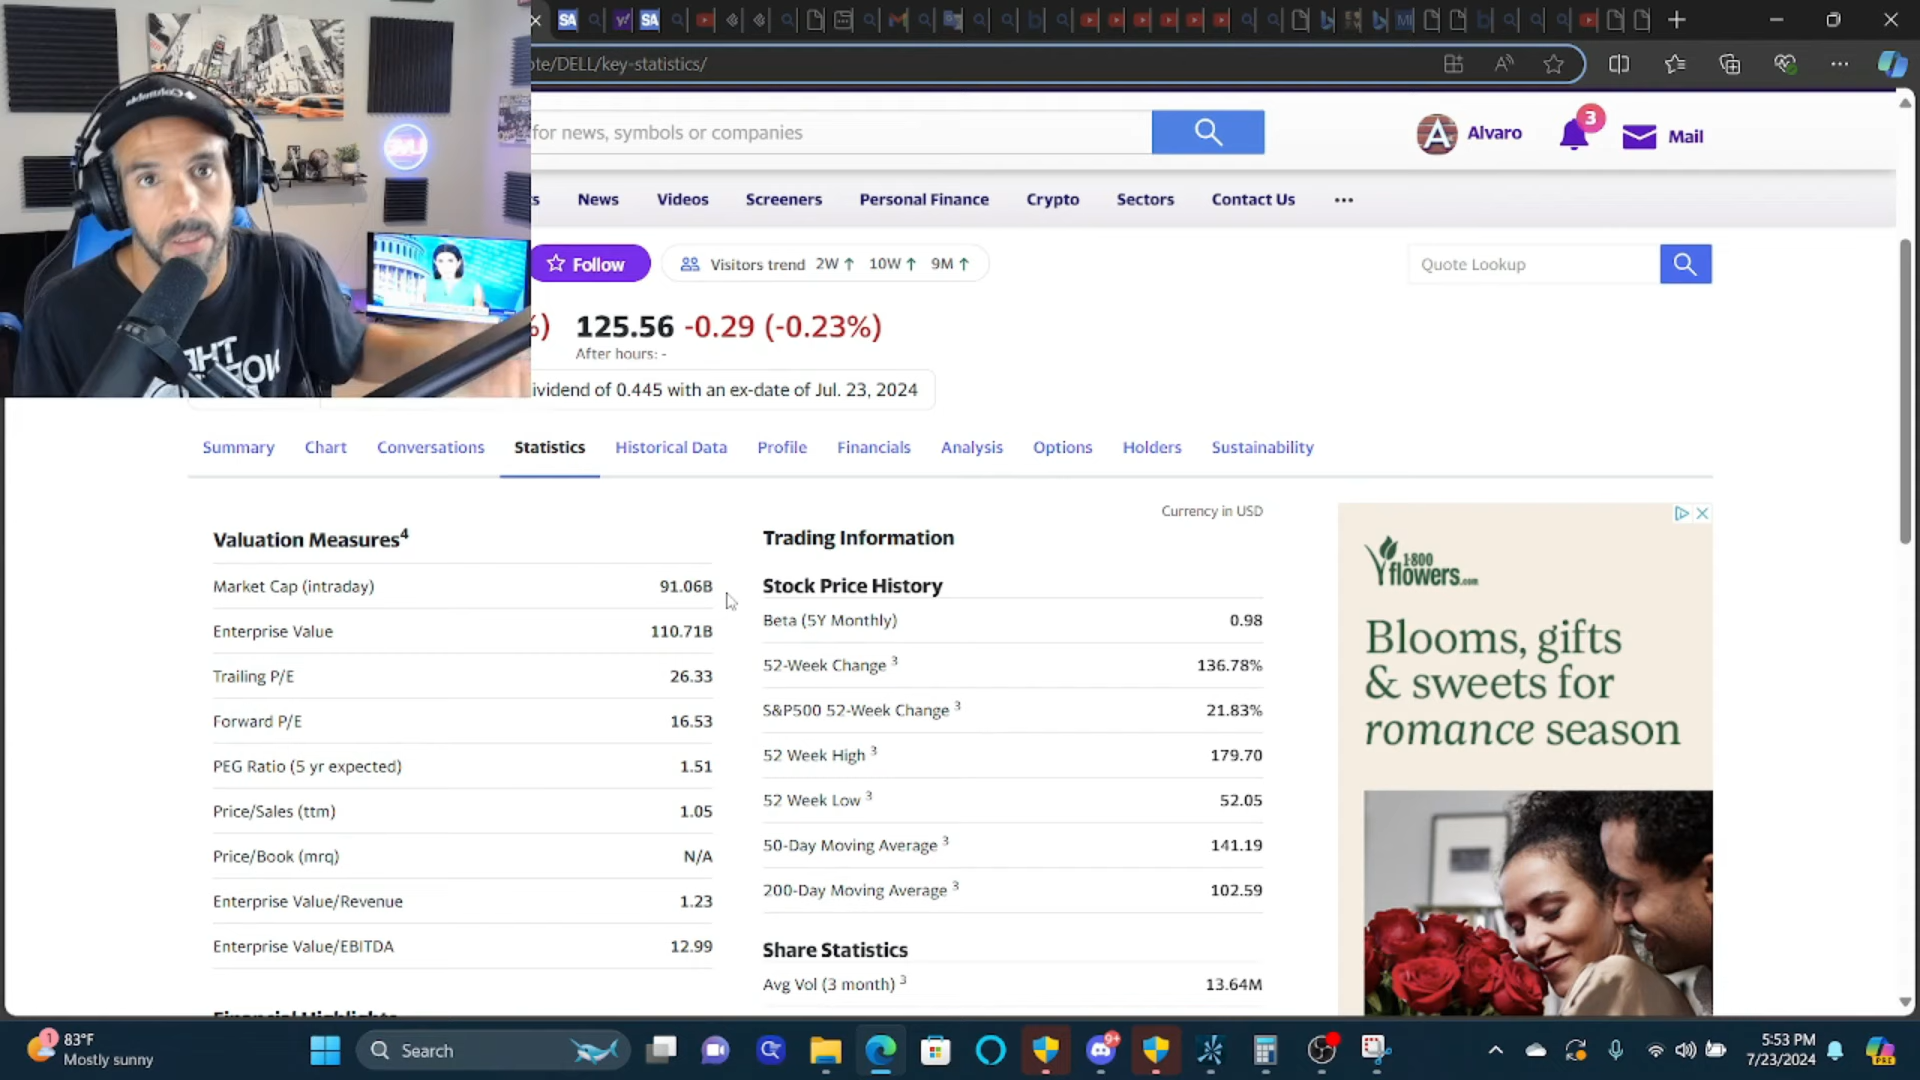 SA
SA
te/DELL/key-statistics/
for news, symbols or companies
A
Alvaro
3
Mail
News
Videos
Screeners
Personal Finance
Crypto
Sectors
Contact Us
...
Follow
Visitors trend 2W 10W 9M
Quote Lookup
%) 125.56 -0.29 (-0.23%)
After hours: -
ividend of 0.445 with an ex-date of Jul. 23, 2024
Columbia
Summary
Chart
Conversations
Statistics
Historical Data
Profile
Financials
Analysis
Options
Holders
Sustainability
Currency in USD
Valuation Measures4
Market Cap (intraday) 91.06B
Enterprise Value 110.71B
Trailing P/E 26.33
Forward P/E 16.53
PEG Ratio (5 yr expected) 1.51
Price/Sales (ttm) 1.05
Price/Book (mrq) N/A
Enterprise Value/Revenue 1.23
Enterprise Value/EBITDA 12.99
Financial Highlights
Trading Information
Stock Price History
Beta (5Y Monthly) 0.98
52-Week Change 3 136.78%
S&P500 52-Week Change 3 21.83%
52 Week High 3 179.70
52 Week Low 3 52.05
50-Day Moving Average 3 141.19
200-Day Moving Average 3 102.59
Share Statistics
Avg Vol (3 month) 3 13.64M
1-800
flowers.com
Blooms, gifts
& sweets for
romance season
1
83°F
Mostly sunny
Search
9+
5:53 PM
7/23/2024
PRE